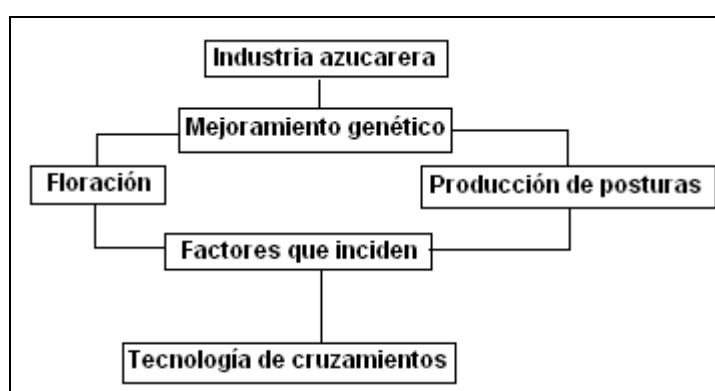 Industria azucarera
Mejoramiento genético
Floración
Producción de posturas
Factores que inciden
Tecnología de cruzamientos